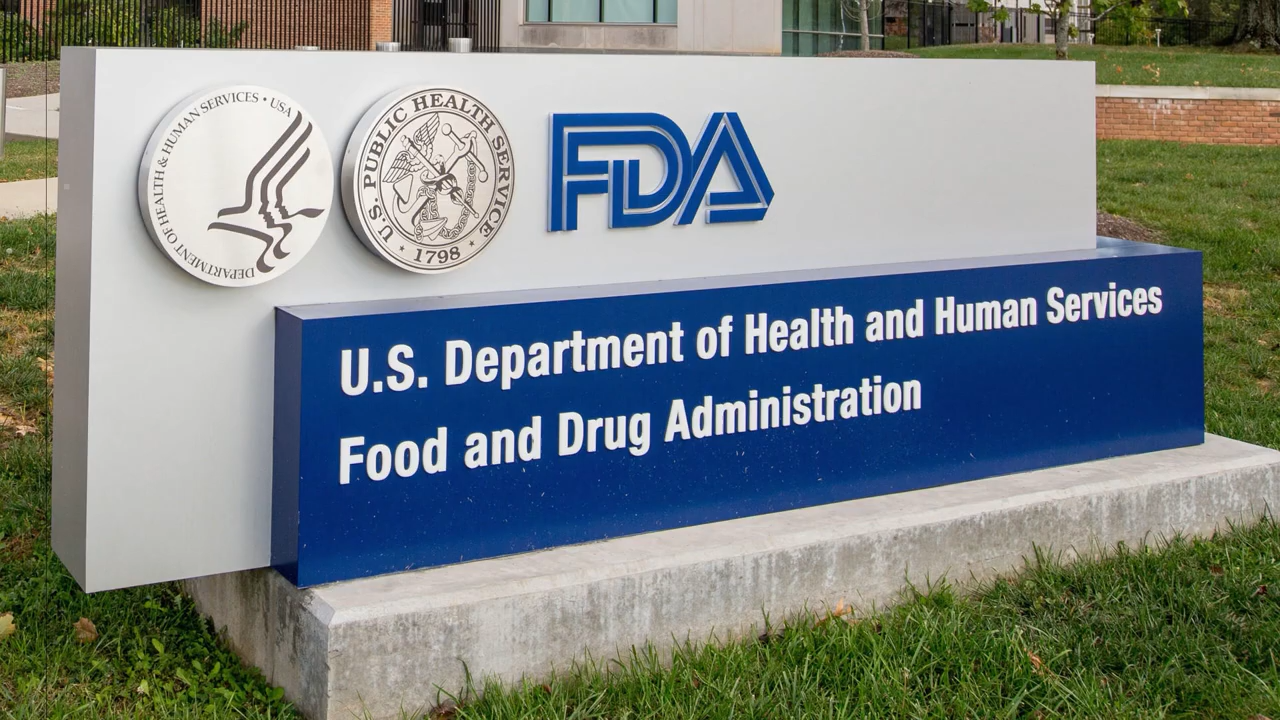 DEPARTMENT OF HEALTH & HUMAN SERVICES • USA
U.S. PUBLIC HEALTH SERVICE
• 1798 •
FDA
U.S. Department of Health and Human Services
Food and Drug Administration